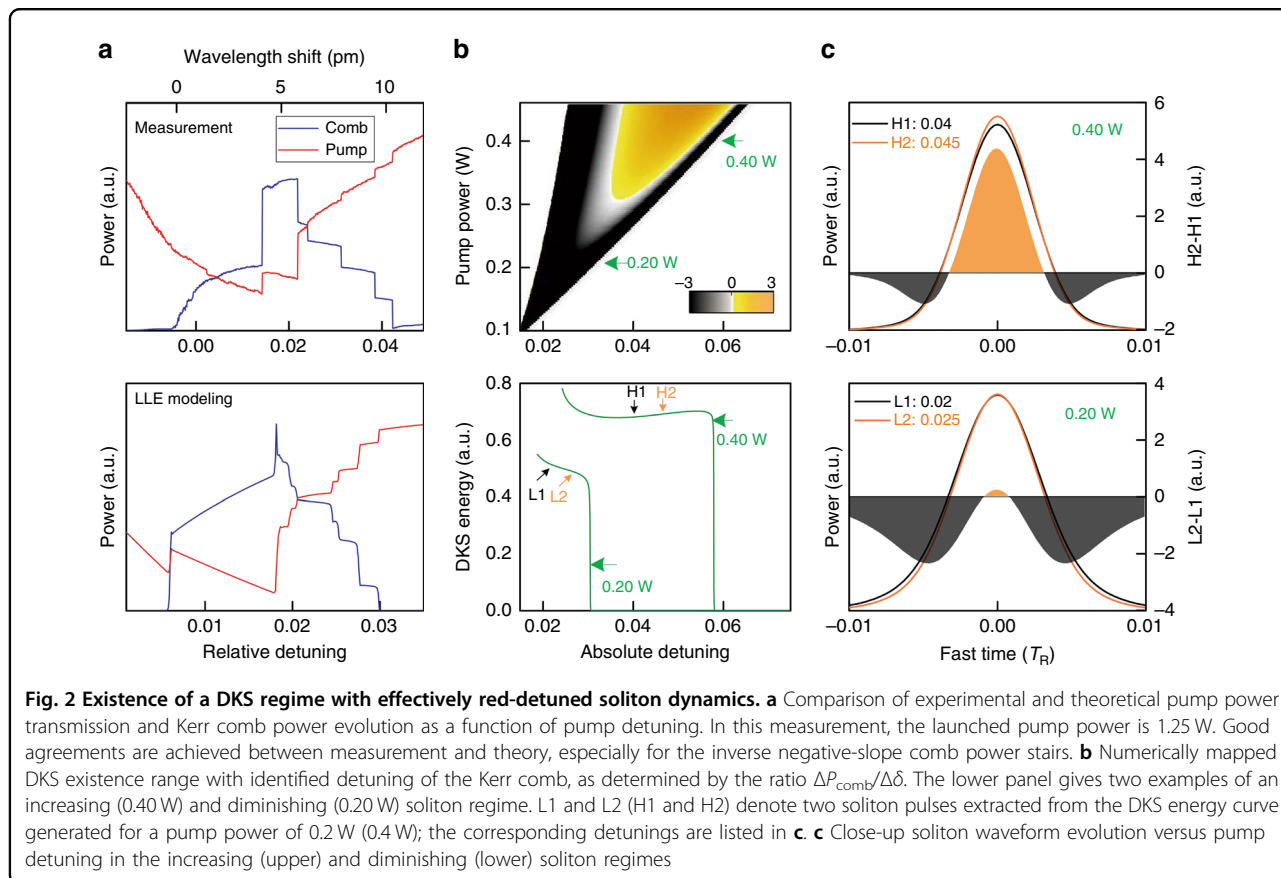 a
Wavelength shift (pm)
0 5 10
Measurement
Comb
Pump
Power (a.u.)
0.00 0.02 0.04
LLE modeling
Power (a.u.)
0.01 0.02 0.03
Relative detuning
b
Pump power (W)
0.4
0.3
0.2
0.1
0.40 W
0.20 W
−3 0 3
0.02 0.04 0.06
DKS energy (a.u.)
0.8
0.6
0.4
0.2
0.0
H1 H2
0.40 W
L1 L2
0.20 W
0.02 0.04 0.06
Absolute detuning
c
H1: 0.04
H2: 0.045
0.40 W
Power (a.u.)
6
4
2
0
−2
H2-H1
−0.01 0.00 0.01
L1: 0.02
L2: 0.025
0.20 W
Power (a.u.)
4
2
0
−2
−4
L2-L1
−0.01 0.00 0.01
Fast time (T_R)
Fig. 2 Existence of a DKS regime with effectively red-detuned soliton dynamics. a Comparison of experimental and theoretical pump power
transmission and Kerr comb power evolution as a function of pump detuning. In this measurement, the launched pump power is 1.25 W. Good
agreements are achieved between measurement and theory, especially for the inverse negative-slope comb power stairs. b Numerically mapped
DKS existence range with identified detuning of the Kerr comb, as determined by the ratio ΔP_comb/Δδ. The lower panel gives two examples of an
increasing (0.40 W) and diminishing (0.20 W) soliton regime. L1 and L2 (H1 and H2) denote two soliton pulses extracted from the DKS energy curve
generated for a pump power of 0.2 W (0.4 W); the corresponding detunings are listed in c. c Close-up soliton waveform evolution versus pump
detuning in the increasing (upper) and diminishing (lower) soliton regimes